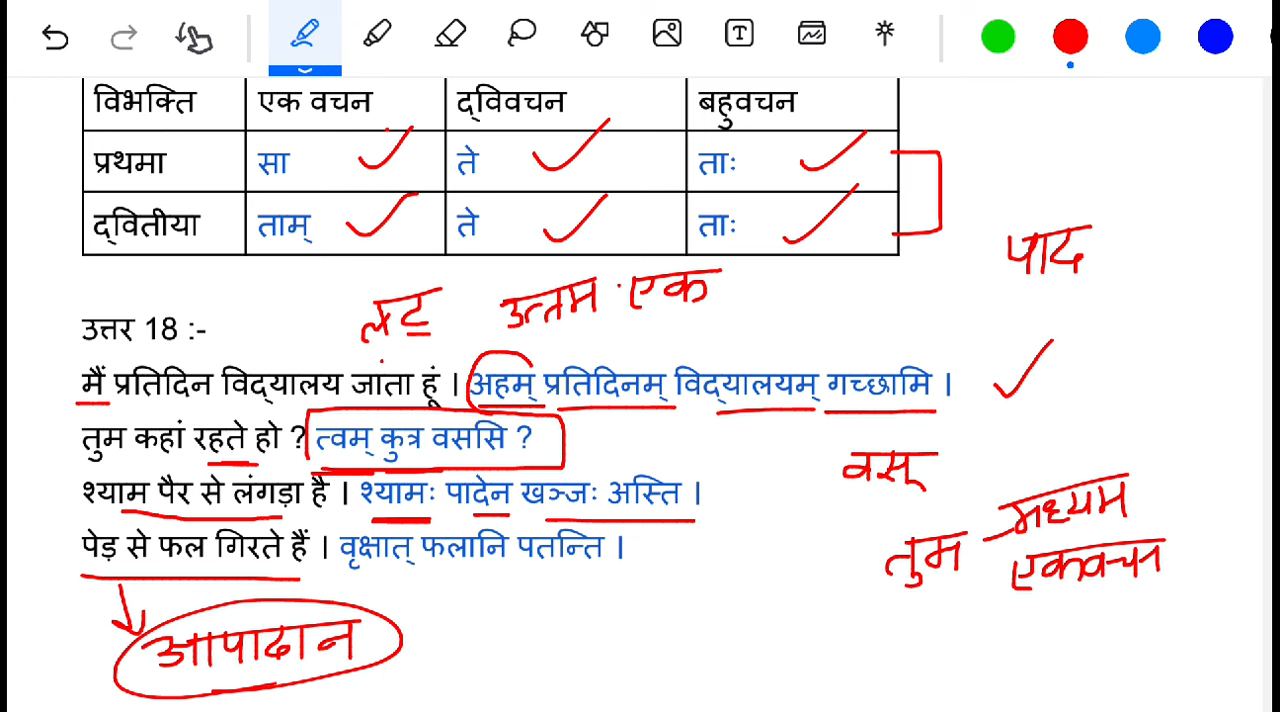 विभक्ति एक वचन द्विवचन बहुवचन
प्रथमा सा ते ताः
द्वितीया ताम् ते ताः
पाद
लट उत्तम एक
उत्तर 18 :-
मैं प्रतिदिन विद्यालय जाता हूं । अहम् प्रतिदिनम् विद्यालयम् गच्छामि ।
तुम कहां रहते हो ? त्वम् कुत्र वससि ?
वस्
श्याम पैर से लंगड़ा है । श्यामः पादेन खञ्जः अस्ति ।
मध्यम
पेड़ से फल गिरते हैं । वृक्षात् फलानि पतन्ति ।
तुम एकवचन
आपादान